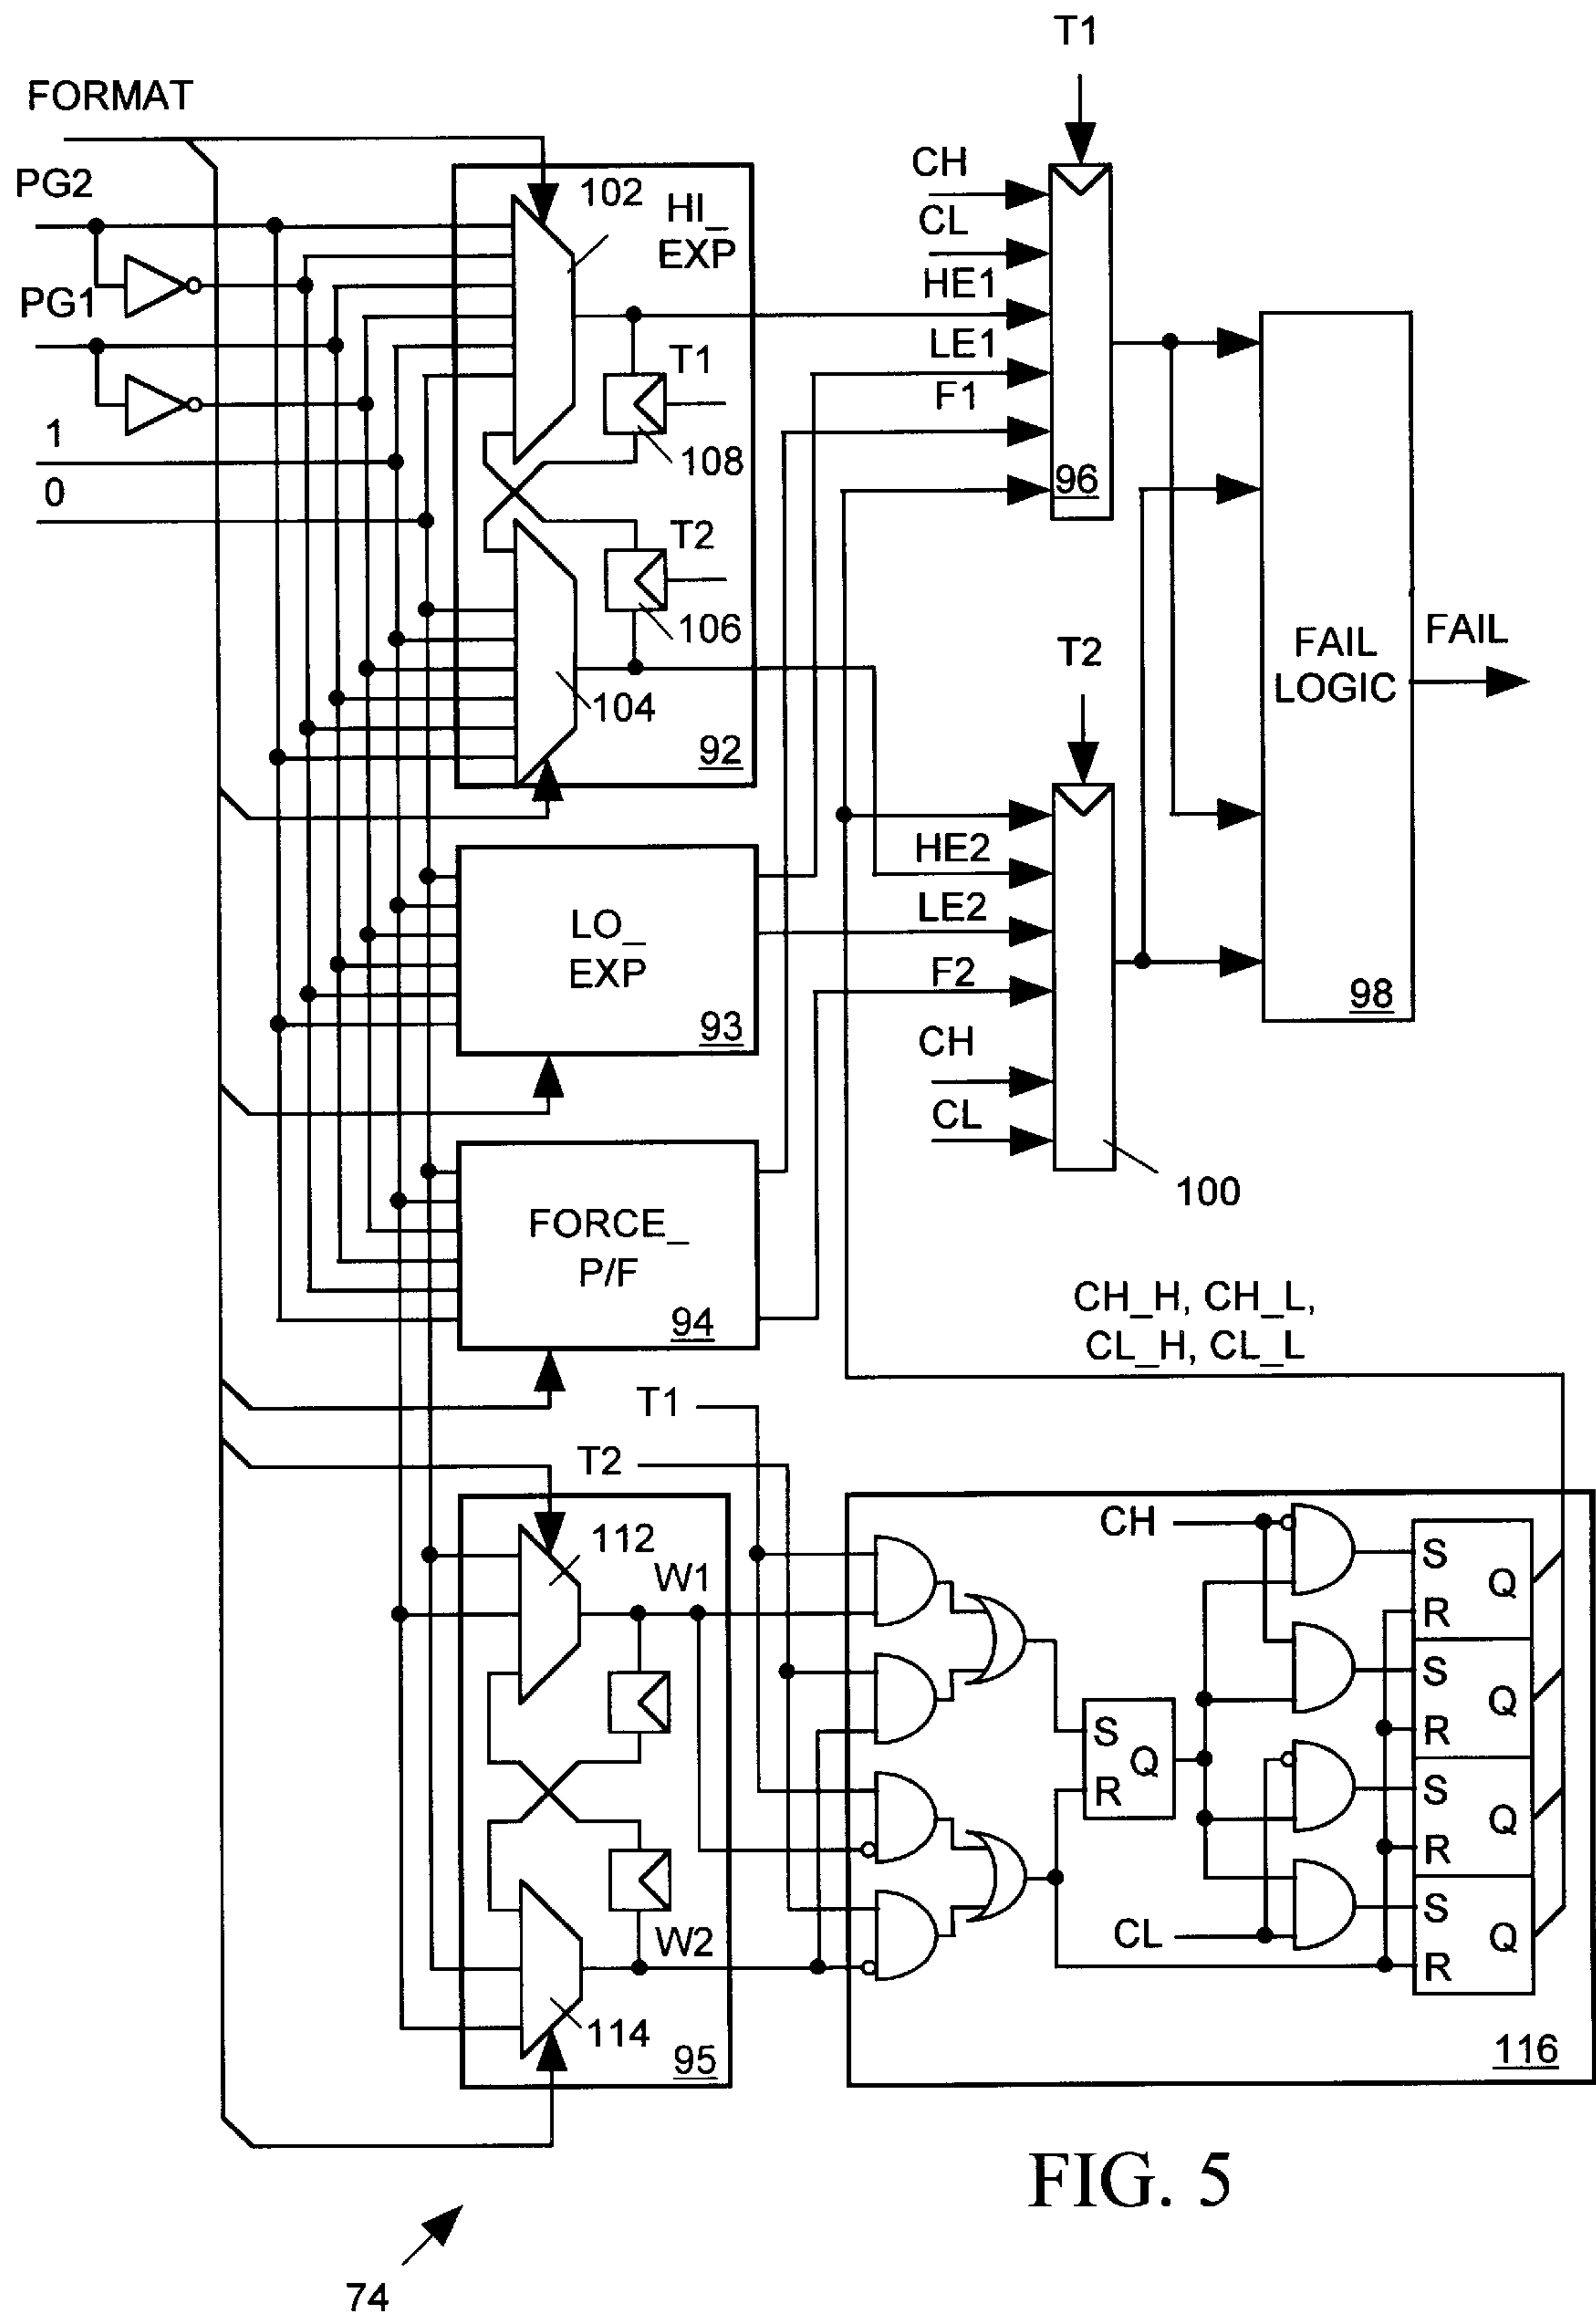 T1
FORMAT
PG2
PG1
1
0
102
HI_
EXP
T1
108
T2
106
104
92
CH
CL
HE1
LE1
F1
96
T2
HE2
LE2
F2
CH
CL
100
FAIL
LOGIC
98
FAIL
LO_
EXP
93
FORCE_
P/F
94
CH_H, CH_L,
CL_H, CL_L
T1
T2
112
W1
W2
114
95
CH
CL
S
Q
R
S
Q
R
S
Q
R
S
Q
R
S
Q
R
116
FIG. 5
74